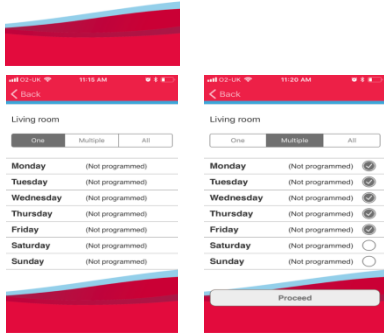 O2-UK 11:15 AM
Back
Living room
One Multiple All
Monday (Not programmed)
Tuesday (Not programmed)
Wednesday (Not programmed)
Thursday (Not programmed)
Friday (Not programmed)
Saturday (Not programmed)
Sunday (Not programmed)
O2-UK 11:20 AM
Back
Living room
One Multiple All
Monday (Not programmed)
Tuesday (Not programmed)
Wednesday (Not programmed)
Thursday (Not programmed)
Friday (Not programmed)
Saturday (Not programmed)
Sunday (Not programmed)
Proceed